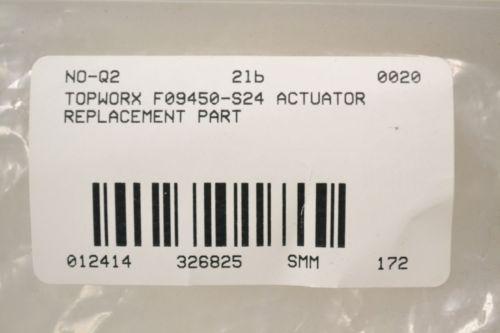 NO-Q2 21b 0020
TOPWORX F09450-S24 ACTUATOR
REPLACEMENT PART
012414 326825 SMM 172